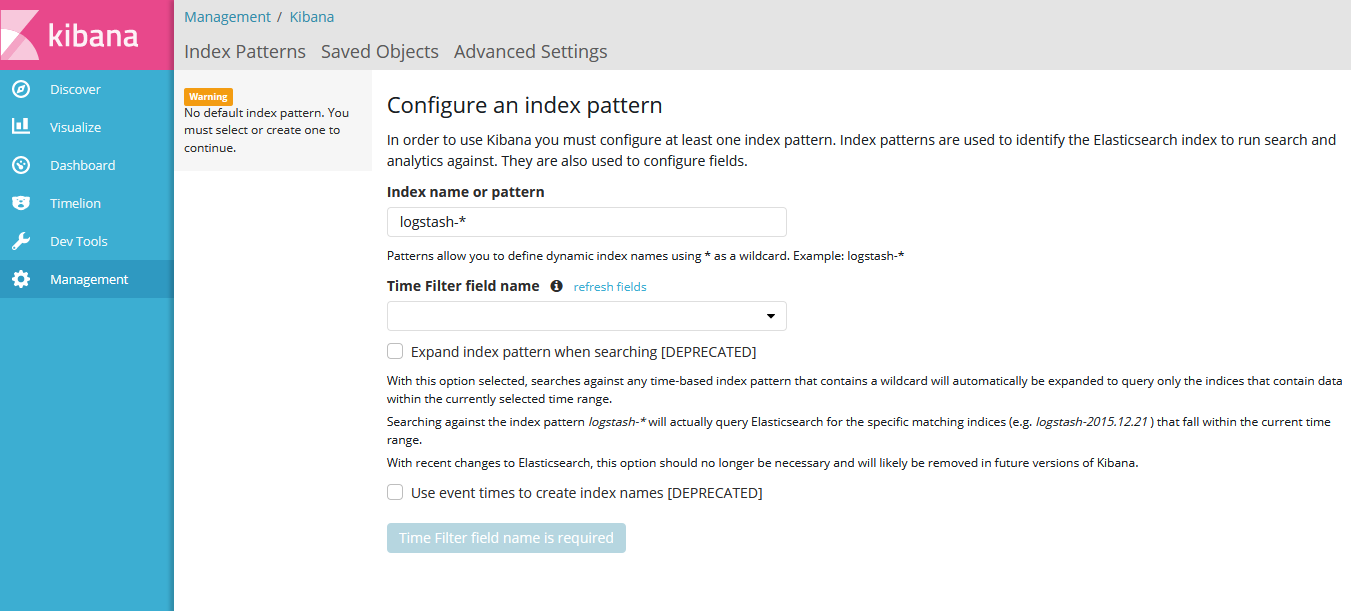 kibana
Management / Kibana
Index Patterns Saved Objects Advanced Settings
Discover
Visualize
Dashboard
Timelion
Dev Tools
Management
Warning
No default index pattern. You
must select or create one to
continue.
Configure an index pattern
In order to use Kibana you must configure at least one index pattern. Index patterns are used to identify the Elasticsearch index to run search and
analytics against. They are also used to configure fields.
Index name or pattern
logstash-*
Patterns allow you to define dynamic index names using * as a wildcard. Example: logstash-*
Time Filter field name refresh fields
Expand index pattern when searching [DEPRECATED]
With this option selected, searches against any time-based index pattern that contains a wildcard will automatically be expanded to query only the indices that contain data
within the currently selected time range.
Searching against the index pattern logstash-* will actually query Elasticsearch for the specific matching indices (e.g. logstash-2015.12.21 ) that fall within the current time
range.
With recent changes to Elasticsearch, this option should no longer be necessary and will likely be removed in future versions of Kibana.
Use event times to create index names [DEPRECATED]
Time Filter field name is required